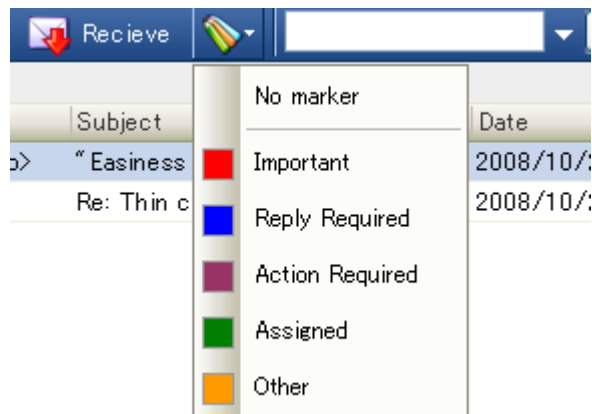 Recieve
No marker
Subject Date
o> "Easiness 2008/10/
Important
Re: Thin c 2008/10/
Reply Required
Action Required
Assigned
Other